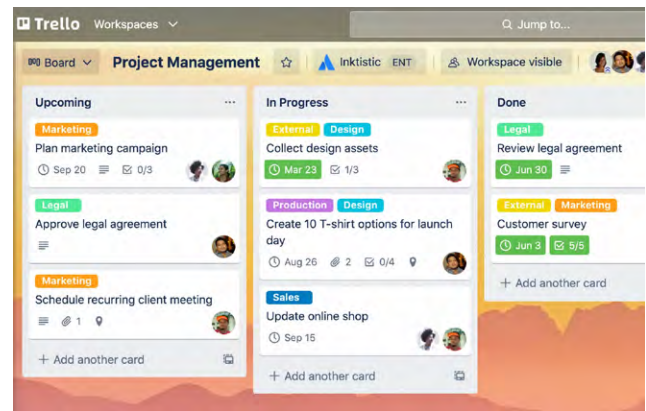 Trello Workspaces Jump to...
Board Project Management Inktistic ENT Workspace visible
Upcoming ...
Marketing
Plan marketing campaign
Sep 20 0/3
Legal
Approve legal agreement
Marketing
Schedule recurring client meeting
1
+ Add another card
In Progress ...
External Design
Collect design assets
Mar 23 1/3
Production Design
Create 10 T-shirt options for launch
day
Aug 26 2 0/4
Sales
Update online shop
Sep 15
+ Add another card
Done
Legal
Review legal agreement
Jun 30
External Marketing
Customer survey
Jun 3 5/5
+ Add another card